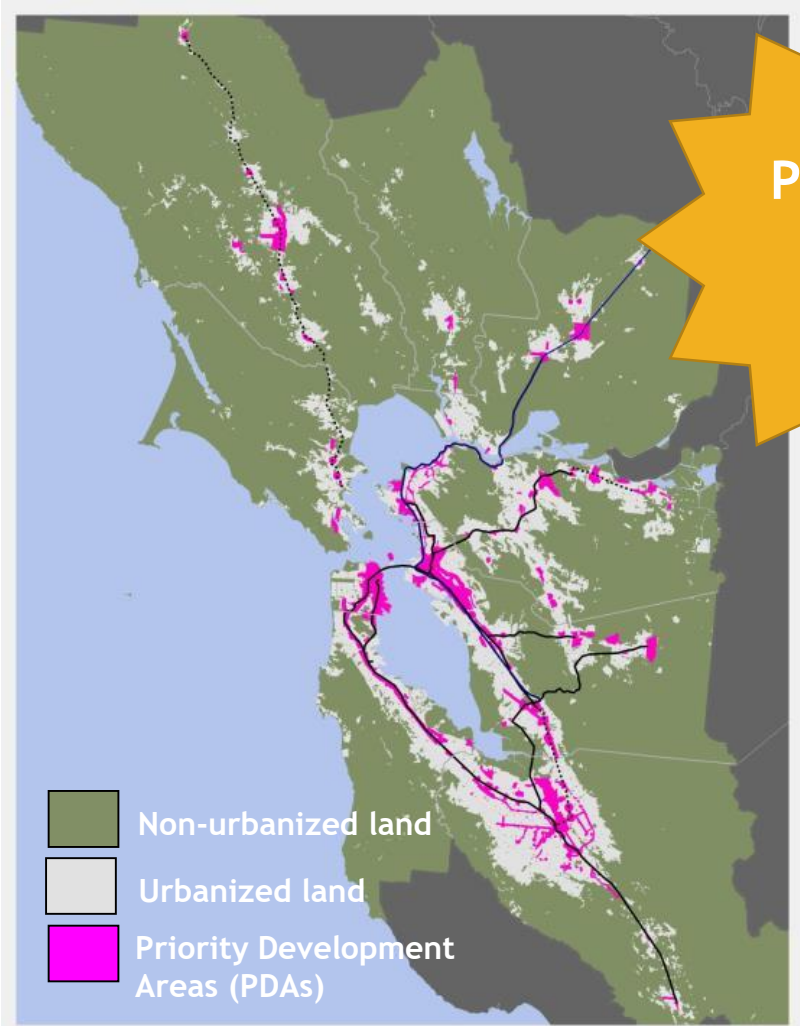 P
Non-urbanized land
Urbanized land
Priority Development
Areas (PDAs)